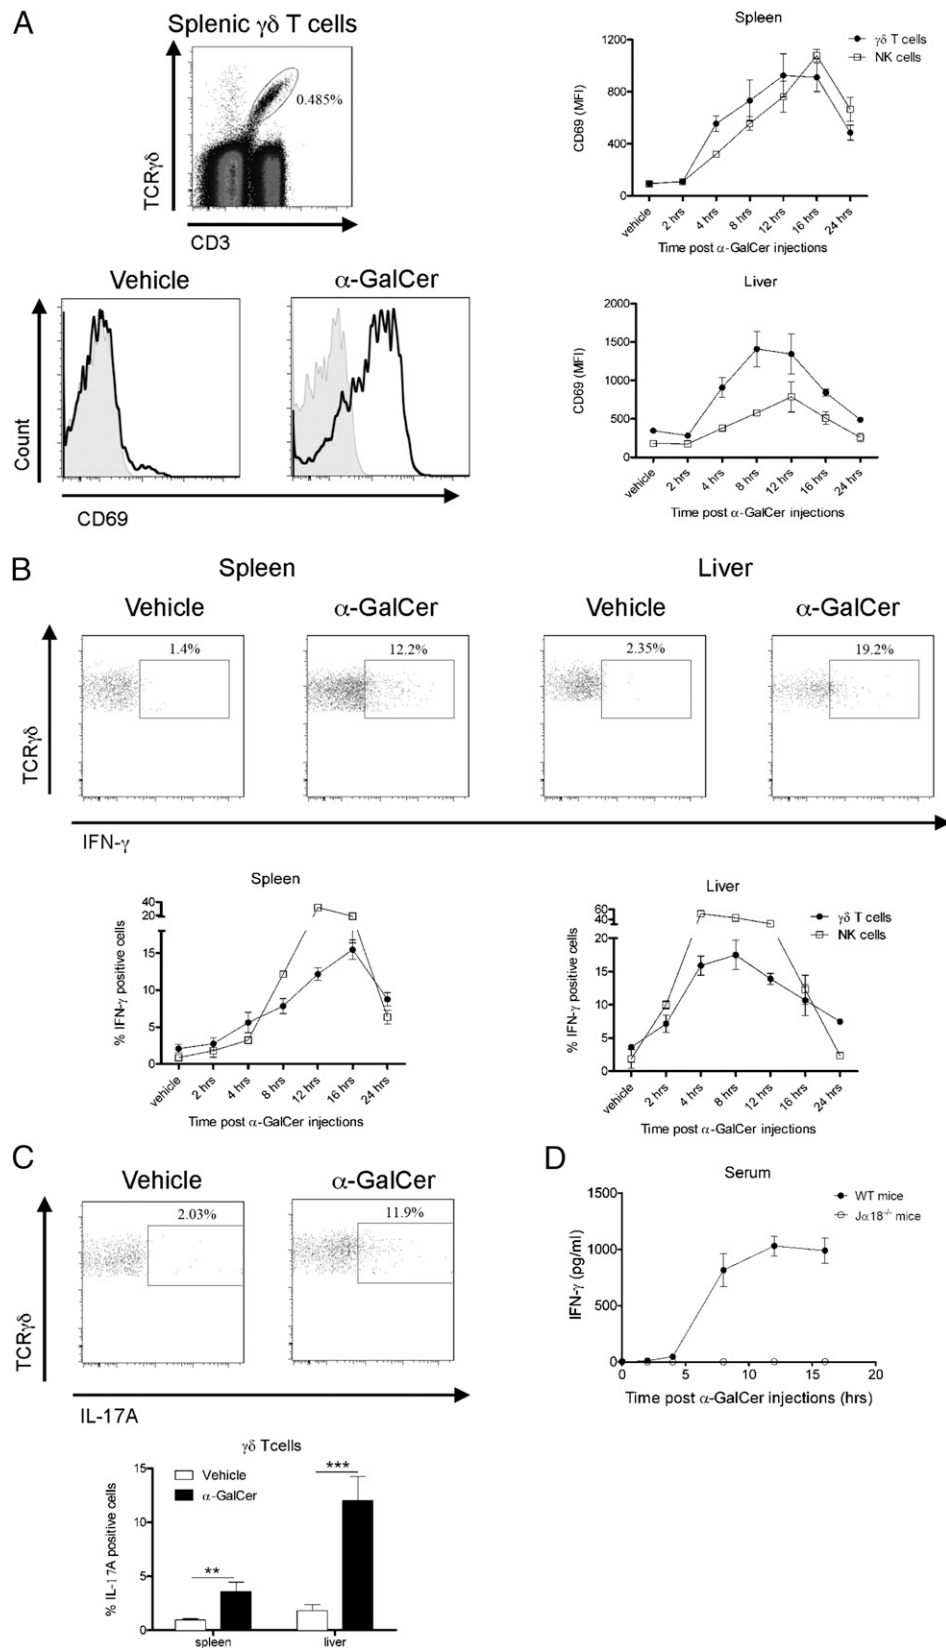 A
Splenic γδ T cells
0.485%
TCRγδ
CD3
Vehicle
α-GalCer
Count
CD69
Spleen
γδ T cells
NK cells
CD69 (MFI)
1200
800
400
0
vehicle
2 hrs
4 hrs
8 hrs
12 hrs
16 hrs
24 hrs
Time post α-GalCer injections
Liver
CD69 (MFI)
2000
1500
1000
500
0
vehicle
2 hrs
4 hrs
8 hrs
12 hrs
16 hrs
24 hrs
Time post α-GalCer injections
B
Spleen
Liver
Vehicle
α-GalCer
Vehicle
α-GalCer
TCRγδ
1.4%
12.2%
2.35%
19.2%
IFN-γ
Spleen
% IFN-γ positive cells
40
20
15
10
5
0
vehicle
2 hrs
4 hrs
8 hrs
12 hrs
16 hrs
24 hrs
Time post α-GalCer injections
Liver
γδ T cells
NK cells
% IFN-γ positive cells
60
40
20
15
10
5
0
vehicle
2 hrs
4 hrs
8 hrs
12 hrs
16 hrs
24 hrs
Time post α-GalCer injections
C
Vehicle
α-GalCer
TCRγδ
2.03%
11.9%
IL-17A
γδ Tcells
% IL-17A positive cells
15
10
5
0
Vehicle
α-GalCer
**
***
spleen
liver
D
Serum
WT mice
Jα18-/- mice
IFN-γ (pg/ml)
1500
1000
500
0
0
5
10
15
20
Time post α-GalCer injections (hrs)